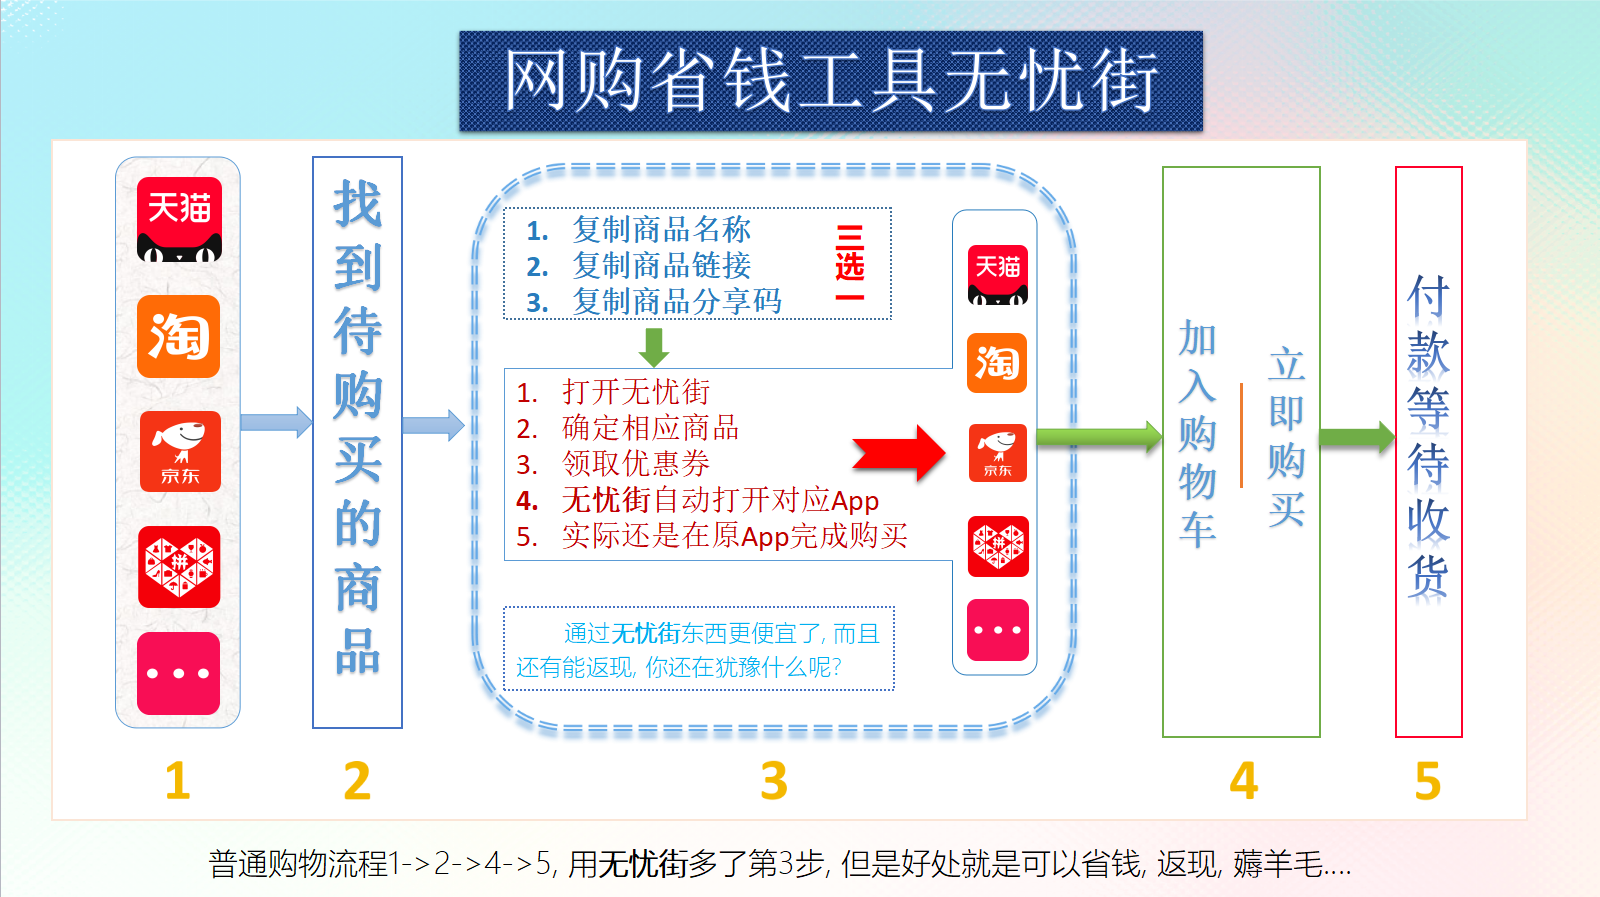 网购省钱工具无忧街
天猫
淘
京东
拼
找到待购买的商品
1. 复制商品名称
2. 复制商品链接
3. 复制商品分享码
三选一
1. 打开无忧街
2. 确定相应商品
3. 领取优惠券
4. 无忧街自动打开对应App
5. 实际还是在原App完成购买
通过无忧街东西更便宜了, 而且
还有能返现, 你还在犹豫什么呢?
天猫
淘
京东
拼
加入购物车
立即购买
付款等待收货
1
2
3
4
5
普通购物流程1->2->4->5, 用无忧街多了第3步, 但是好处就是可以省钱, 返现, 薅羊毛....